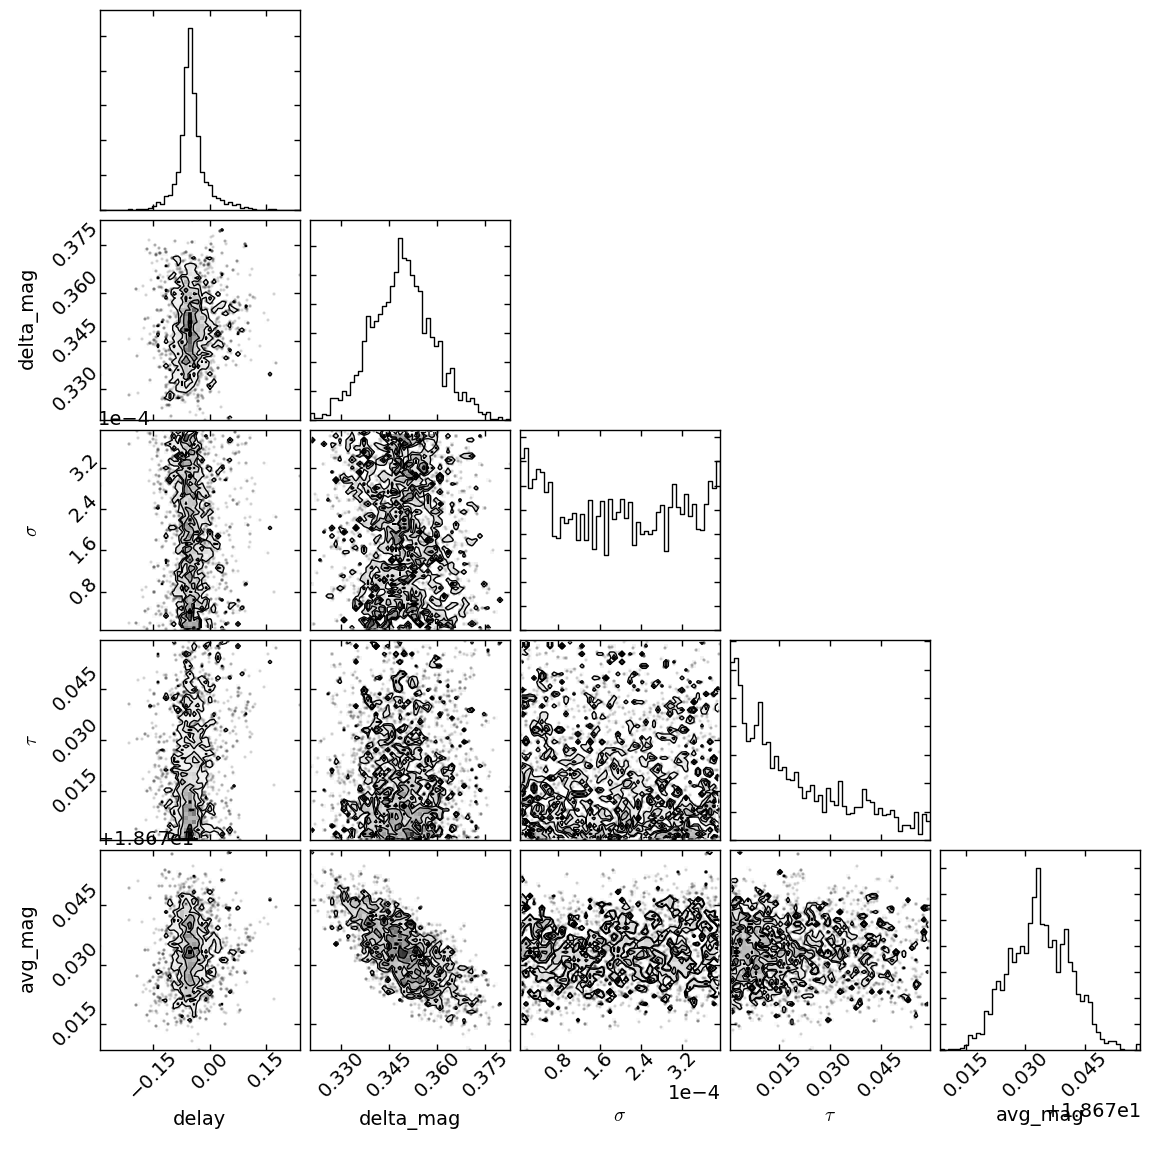 delta_mag
0.375
0.360
0.345
0.330
1e−4
σ
3.2
2.4
1.6
0.8
τ
0.045
0.030
0.015
+1.867e1
avg_mag
0.045
0.030
0.015
−0.15 0.00 0.15
0.330 0.345 0.360 0.375
0.8 1.6 2.4 3.2
0.015 0.030 0.045
0.015 0.030 0.045
1e−4
+1.867e1
delay delta_mag σ τ avg_mag